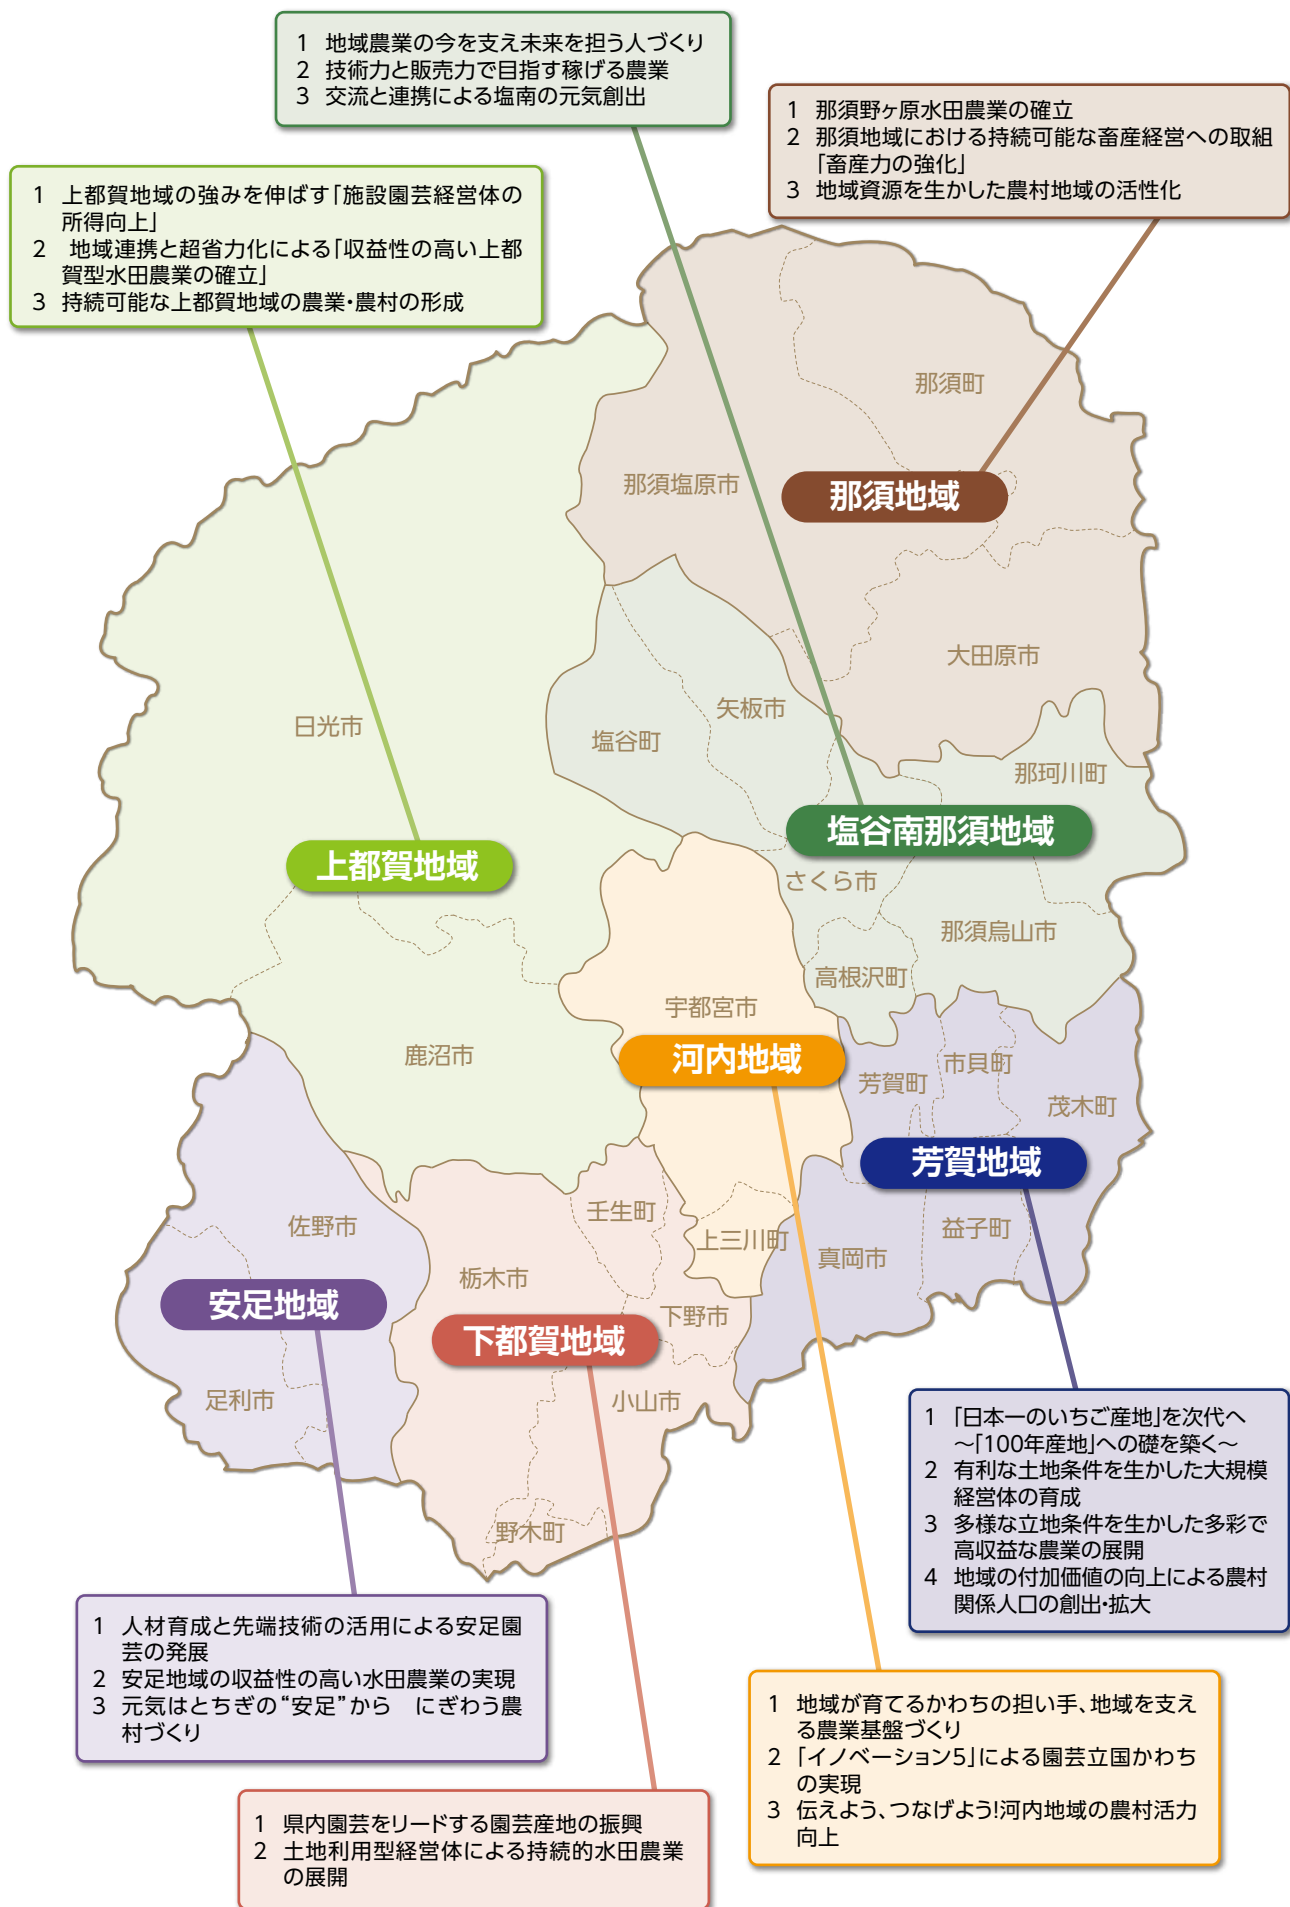 1 地域農業の今を支え未来を担う人づくり
2 技術力と販売力で目指す稼げる農業
3 交流と連携による塩南の元気創出
1 那須野ヶ原水田農業の確立
2 那須地域における持続可能な畜産経営への取組
「畜産力の強化」
3 地域資源を生かした農村地域の活性化
1 上都賀地域の強みを伸ばす「施設園芸経営体の
所得向上」
2 地域連携と超省力化による「収益性の高い上都
賀型水田農業の確立」
3 持続可能な上都賀地域の農業・農村の形成
那須町
那須塩原市
那須地域
大田原市
矢板市
日光市
塩谷町
那珂川町
塩谷南那須地域
上都賀地域
さくら市
那須烏山市
高根沢町
宇都宮市
鹿沼市
河内地域
芳賀町
市貝町
茂木町
芳賀地域
佐野市
壬生町
上三川町
益子町
真岡市
栃木市
安足地域
下野市
下都賀地域
足利市
小山市
野木町
1 「日本一のいちご産地」を次代へ
～「100年産地」への礎を築く～
2 有利な土地条件を生かした大規模
経営体の育成
3 多様な立地条件を生かした多彩で
高収益な農業の展開
4 地域の付加価値の向上による農村
関係人口の創出・拡大
1 人材育成と先端技術の活用による安足園
芸の発展
2 安足地域の収益性の高い水田農業の実現
3 元気はとちぎの“安足”から　にぎわう農
村づくり
1 地域が育てるかわちの担い手、地域を支え
る農業基盤づくり
2 「イノベーション5」による園芸立国かわち
の実現
3 伝えよう、つなげよう!河内地域の農村活力
向上
1 県内園芸をリードする園芸産地の振興
2 土地利用型経営体による持続的水田農業
の展開